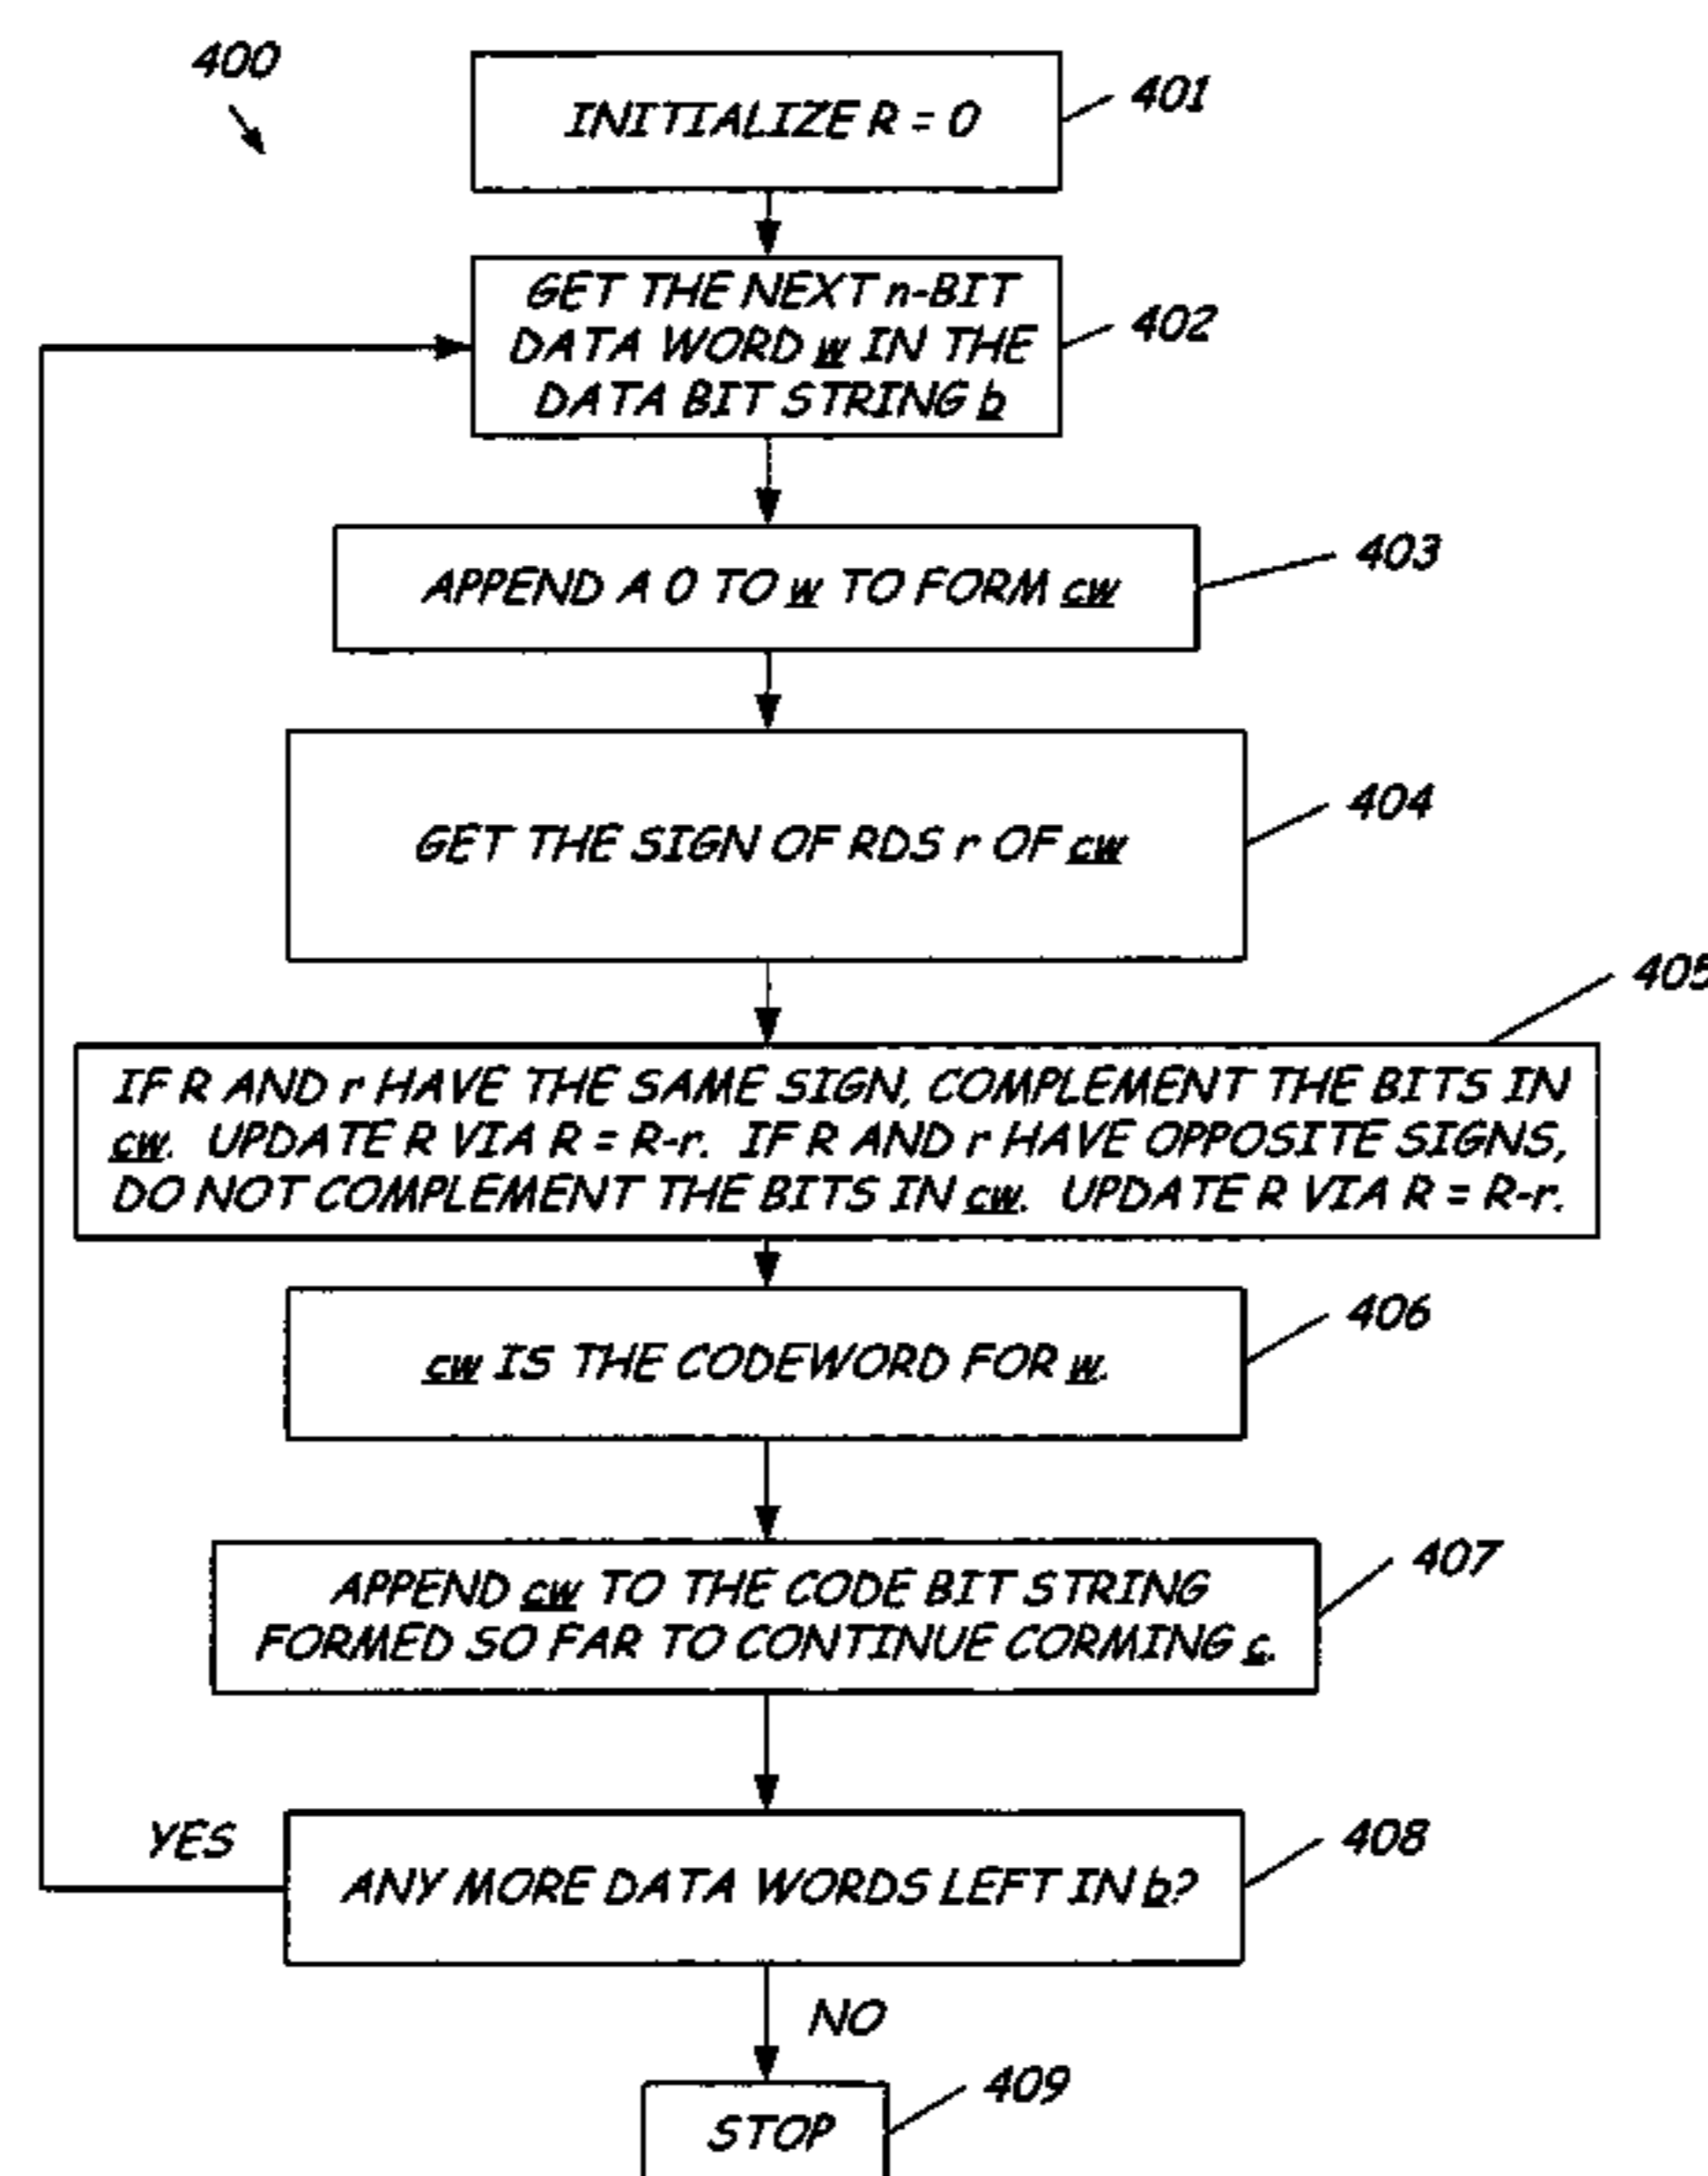 400
INITIALIZE R = 0
401
GET THE NEXT n-BIT
DATA WORD w IN THE
DATA BIT STRING b
402
APPEND A 0 TO w TO FORM cw
403
GET THE SIGN OF RDS r OF cw
404
405
IF R AND r HAVE THE SAME SIGN, COMPLEMENT THE BITS IN
cw. UPDATE R VIA R = R-r. IF R AND r HAVE OPPOSITE SIGNS,
DO NOT COMPLEMENT THE BITS IN cw. UPDATE R VIA R = R-r.
cw IS THE CODEWORD FOR w.
406
APPEND cw TO THE CODE BIT STRING
FORMED SO FAR TO CONTINUE CORMING c.
407
YES
ANY MORE DATA WORDS LEFT IN b?
408
NO
STOP
409